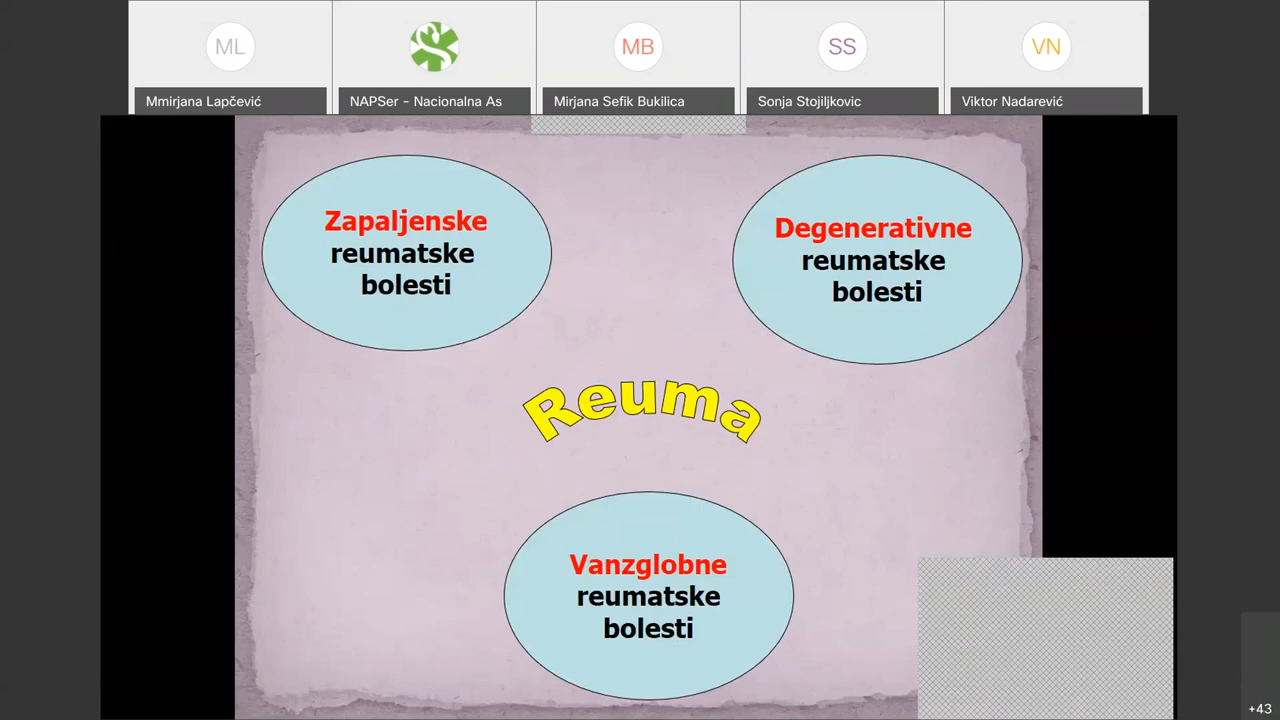 ML
MB
SS
VN
Mmirjana Lapčević
NAPSer - Nacionalna As
Mirjana Sefik Bukilica
Sonja Stojiljkovic
Viktor Nadarević
Zapaljenske
reumatske
bolesti
Degenerativne
reumatske
bolesti
Reuma
Vanzglobne
reumatske
bolesti
+43